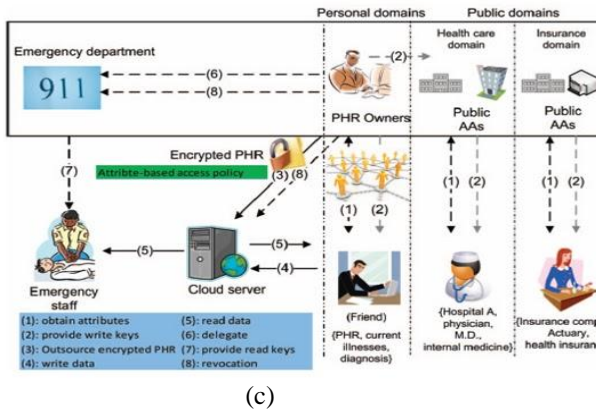 Personal domains
Public domains
Emergency department
911
(6)
(8)
(2)
PHR Owners
Health care
domain
Public
AAs
Insurance
domain
Public
AAs
Encrypted PHR
(3)
(8)
Attribte-based access policy
(7)
(1)
(2)
(1)
(2)
(1)
(2)
(5)
(5)
(4)
Emergency
staff
Cloud server
(Friend)
{PHR, current
illnesses,
diagnosis}
{Hospital A,
physician,
M.D.,
internal medicine}
{Insurance comp
Actuary,
health insuran
(1): obtain attributes
(2): provide write keys
(3): Outsource encrypted PHR
(4): write data
(5): read data
(6): delegate
(7): provide read keys
(8): revocation
(c)